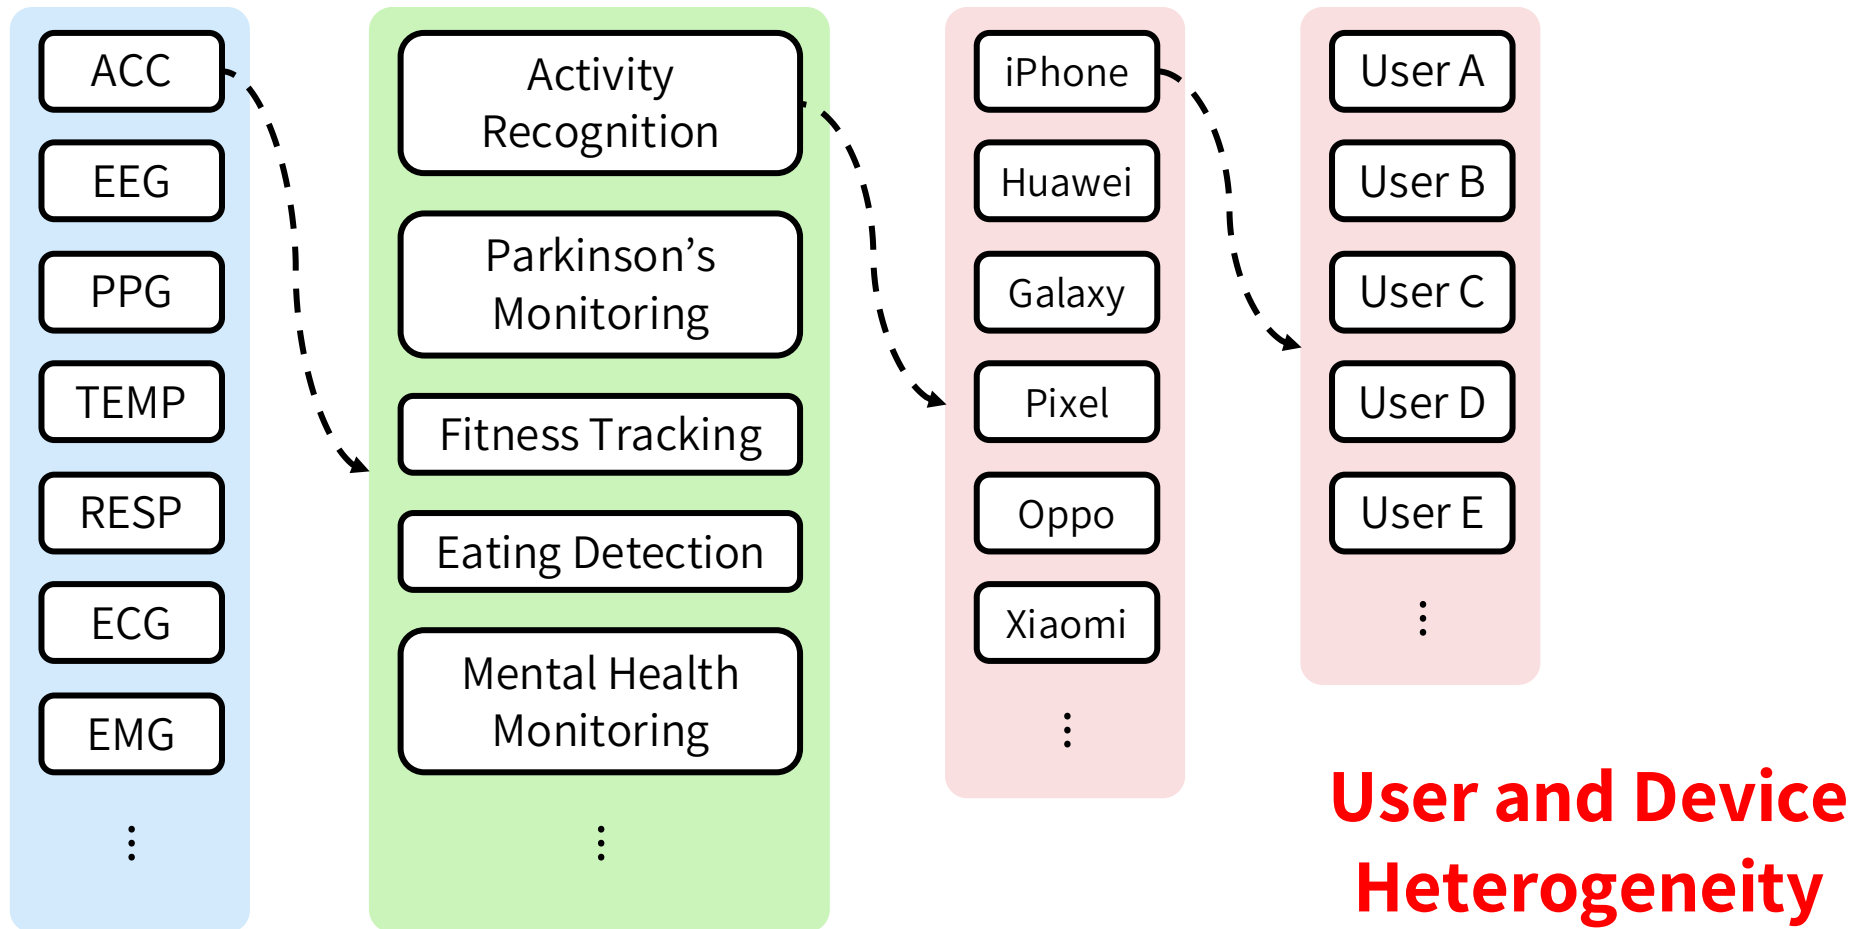 ACC
EEG
PPG
TEMP
RESP
ECG
EMG
⋮
Activity
Recognition
Parkinson’s
Monitoring
Fitness Tracking
Eating Detection
Mental Health
Monitoring
⋮
iPhone
Huawei
Galaxy
Pixel
Oppo
Xiaomi
⋮
User A
User B
User C
User D
User E
⋮
User and Device
Heterogeneity